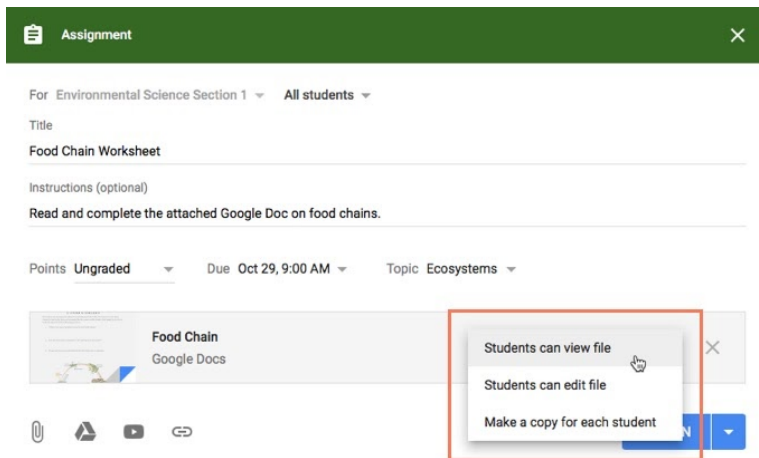 Assignment
For Environmental Science Section 1 All students
Title
Food Chain Worksheet
Instructions (optional)
Read and complete the attached Google Doc on food chains.
Points Ungraded Due Oct 29, 9:00 AM Topic Ecosystems
Food Chain
Google Docs
Students can view file
Students can edit file
Make a copy for each student